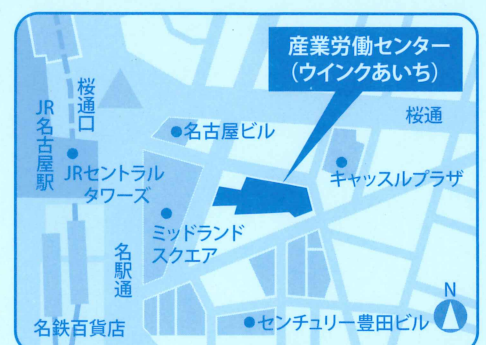 産業労働センター
(ウインクあいち)
桜通
桜通口
JR名古屋駅
名古屋ビル
キャッスルプラザ
JRセントラル
タワーズ
ミッドランド
スクエア
名駅通
N
名鉄百貨店
センチュリー豊田ビル